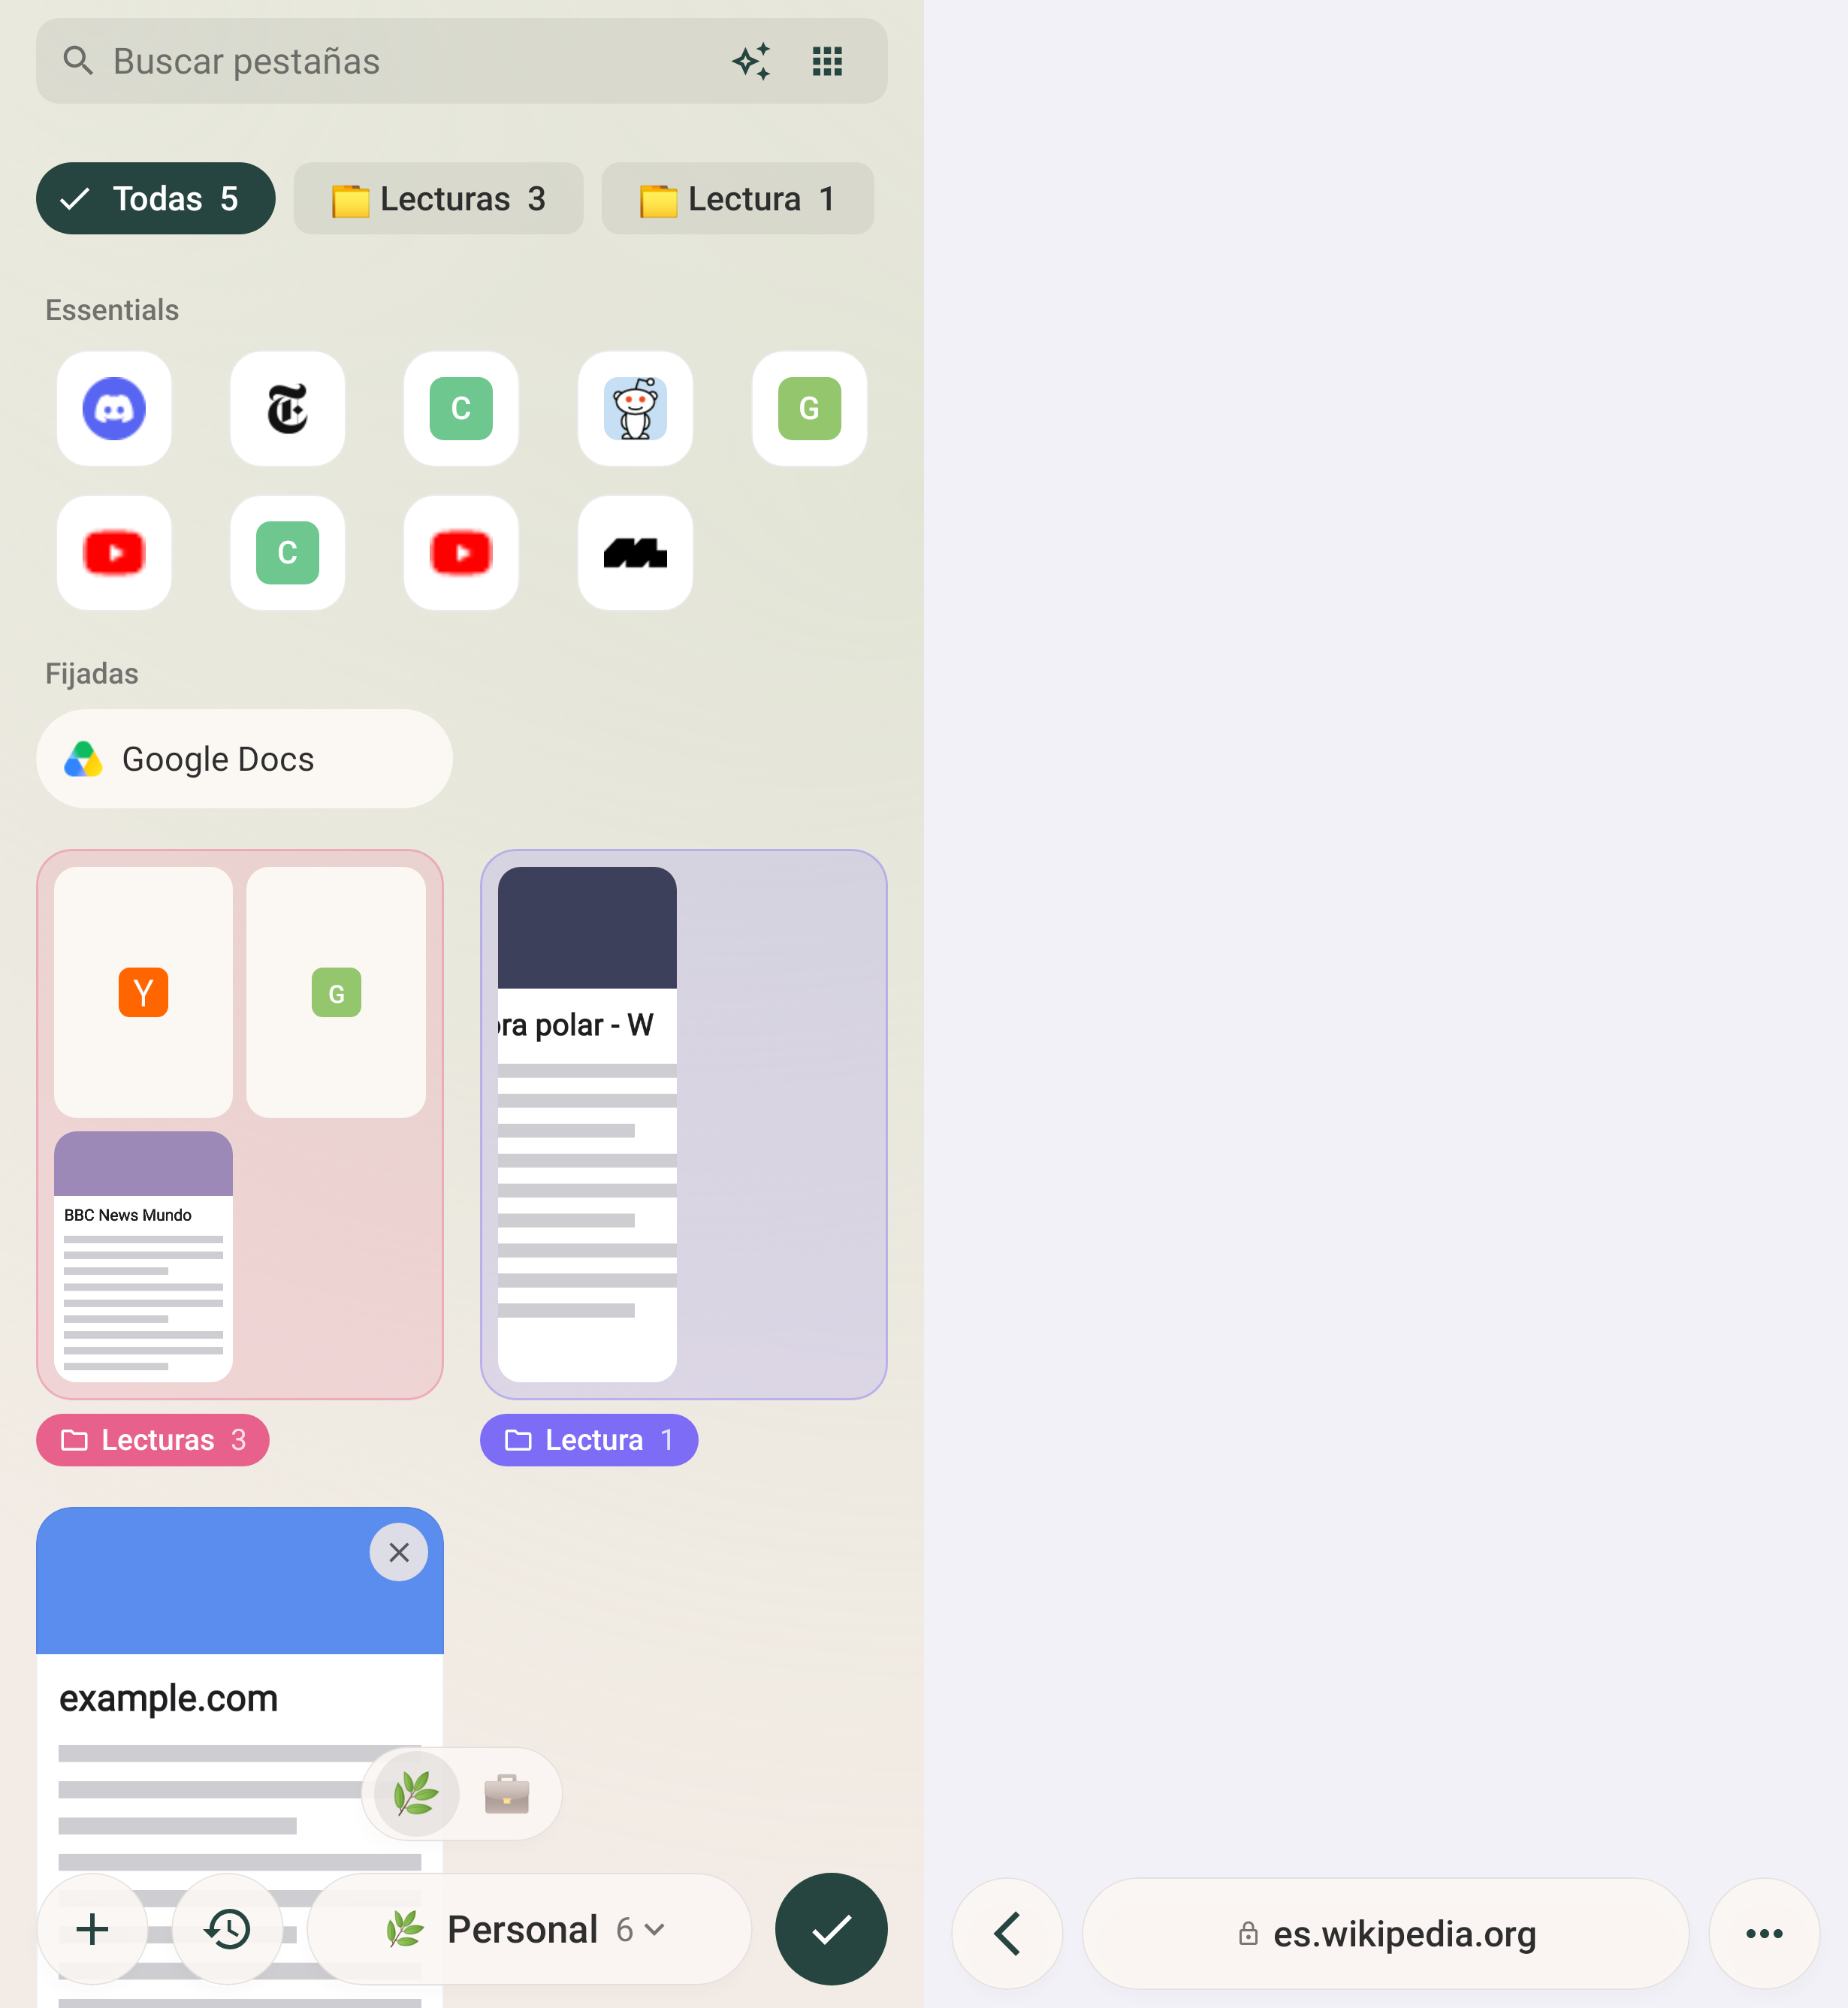 Buscar pestañas
Todas 5
Lecturas 3
Lectura 1
Essentials
C
G
C
Fijadas
Google Docs
Y
G
BBC News Mundo
ra polar - W
Lecturas 3
Lectura 1
example.com
Personal 6
es.wikipedia.org